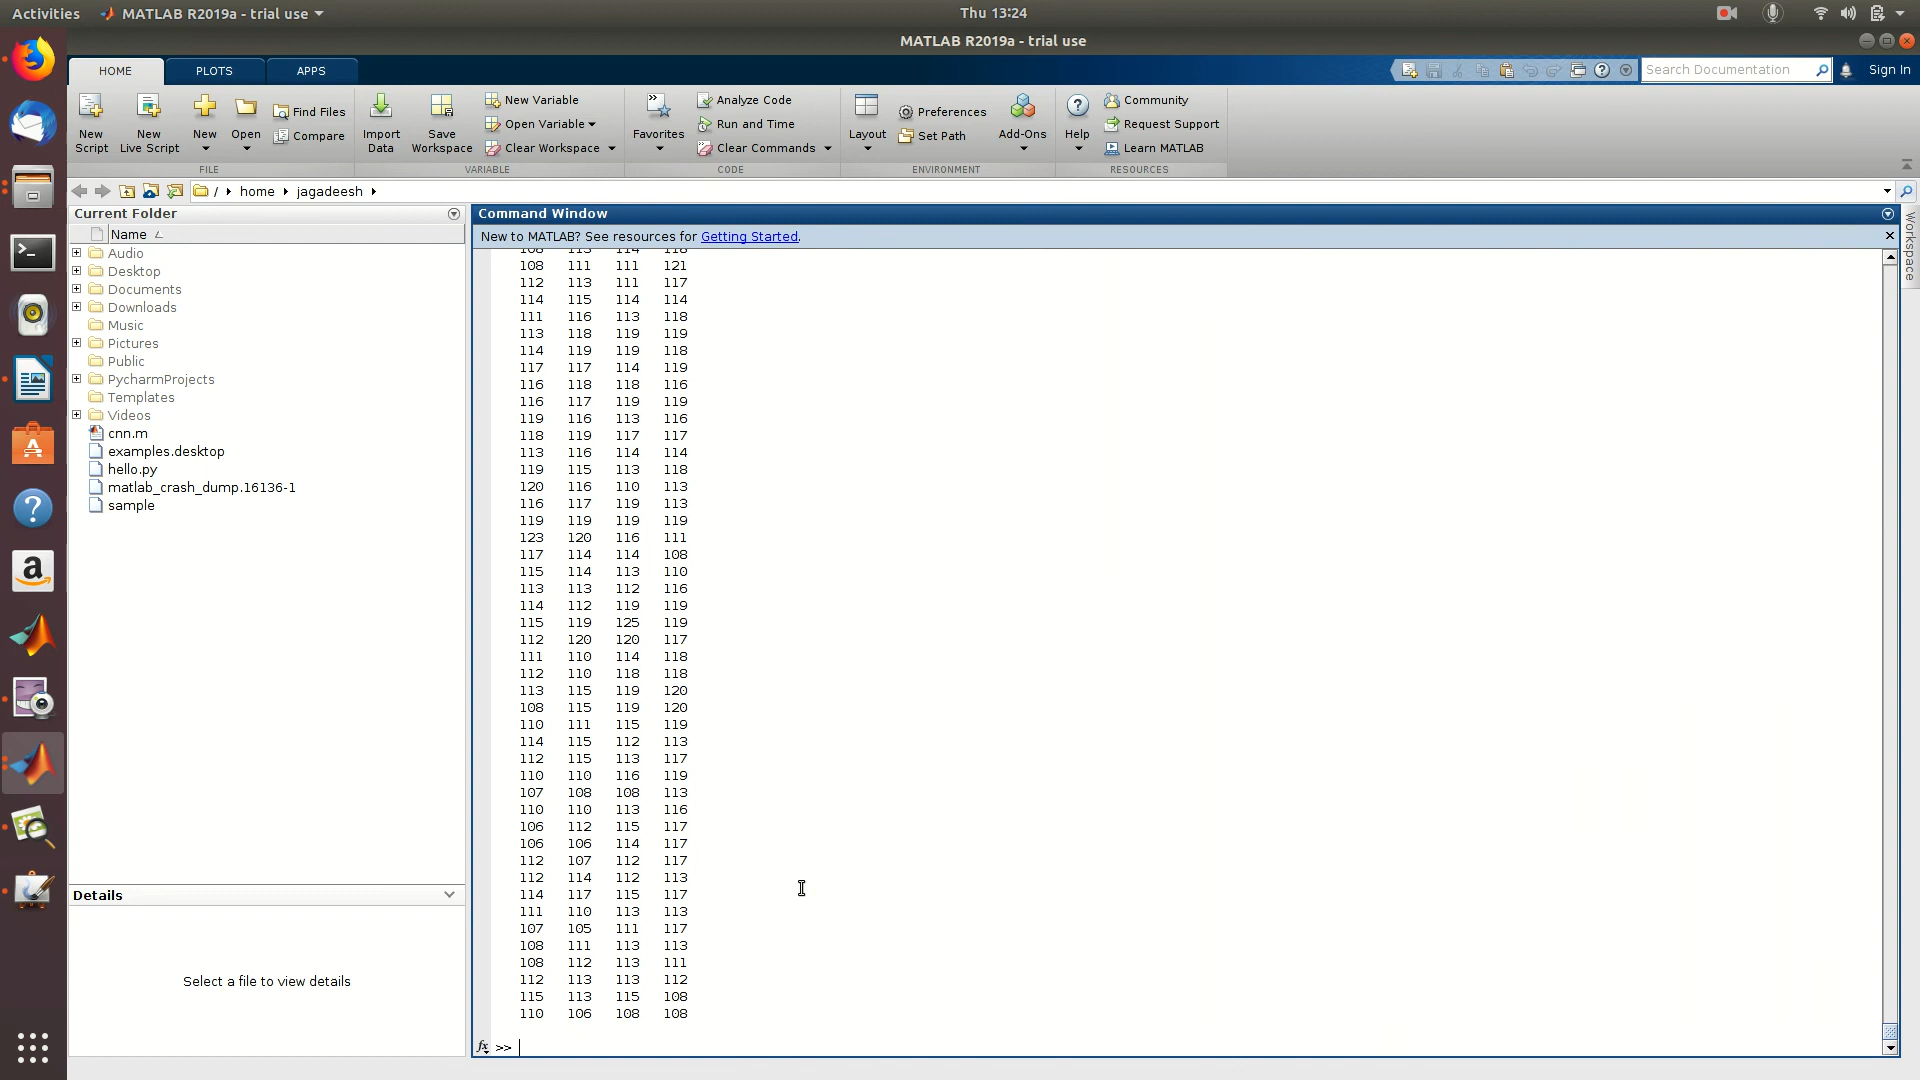 Activities MATLAB R2019a - trial use Thu 13:24
MATLAB R2019a - trial use
HOME PLOTS APPS Search Documentation Sign In
New Script
New Live Script
New
Open
Find Files
Compare
FILE
Import Data
Save Workspace
New Variable
Open Variable
Clear Workspace
VARIABLE
Favorites
Analyze Code
Run and Time
Clear Commands
CODE
Layout
Preferences
Set Path
Add-Ons
ENVIRONMENT
Help
Community
Request Support
Learn MATLAB
RESOURCES
/ home jagadeesh
Current Folder
Name
Audio
Desktop
Documents
Downloads
Music
Pictures
Public
PycharmProjects
Templates
Videos
cnn.m
examples.desktop
hello.py
matlab_crash_dump.16136-1
sample
Details
Select a file to view details
Command Window
New to MATLAB? See resources for Getting Started.
108 111 111 121
112 113 111 117
114 115 114 114
111 116 113 118
113 118 119 119
114 119 119 118
117 117 114 119
116 118 118 116
116 117 119 119
119 116 113 116
118 119 117 117
113 116 114 114
119 115 113 118
120 116 110 113
116 117 119 113
119 119 119 119
123 120 116 111
117 114 114 108
115 114 113 110
113 113 112 116
114 112 119 119
115 119 125 119
112 120 120 117
111 110 114 118
112 110 118 118
113 115 119 120
108 115 119 120
110 111 115 119
114 115 112 113
112 115 113 117
110 110 116 119
107 108 108 113
110 110 113 116
106 112 115 117
106 106 114 117
112 107 112 117
112 114 112 113
114 117 115 117
111 110 113 113
107 105 111 117
108 111 113 113
108 112 113 111
112 113 113 112
115 113 115 108
110 106 108 108
fx >>
Workspace